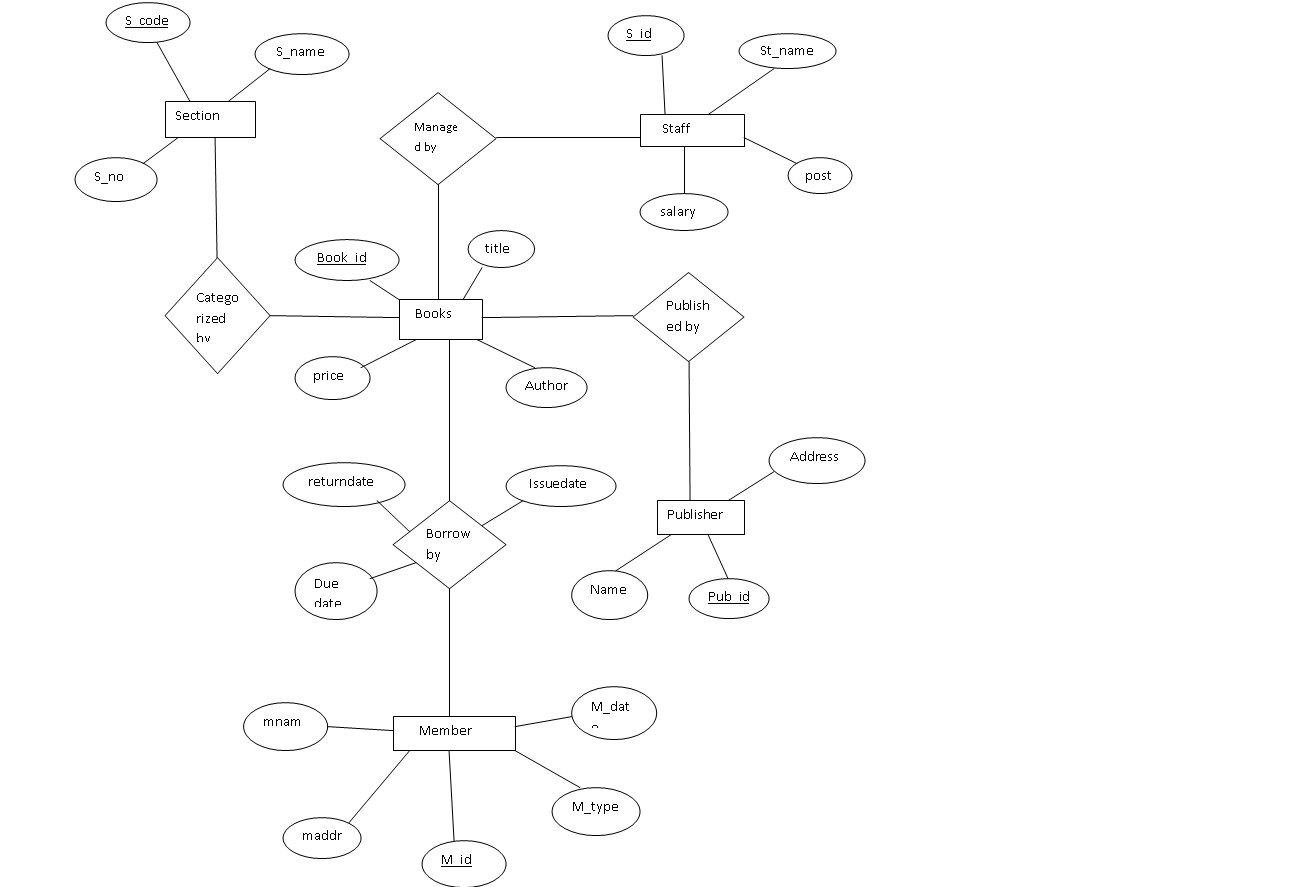 S_code
S_name
Section
S_no
S_id
St_name
Staff
post
salary
Manage
d by
Book_id
title
Books
price
Author
Catego
rized
by
Publish
ed by
returndate
Issuedate
Borrow
by
Due
date
Address
Publisher
Name
Pub_id
mnam
Member
M_dat
e
maddr
M_id
M_type